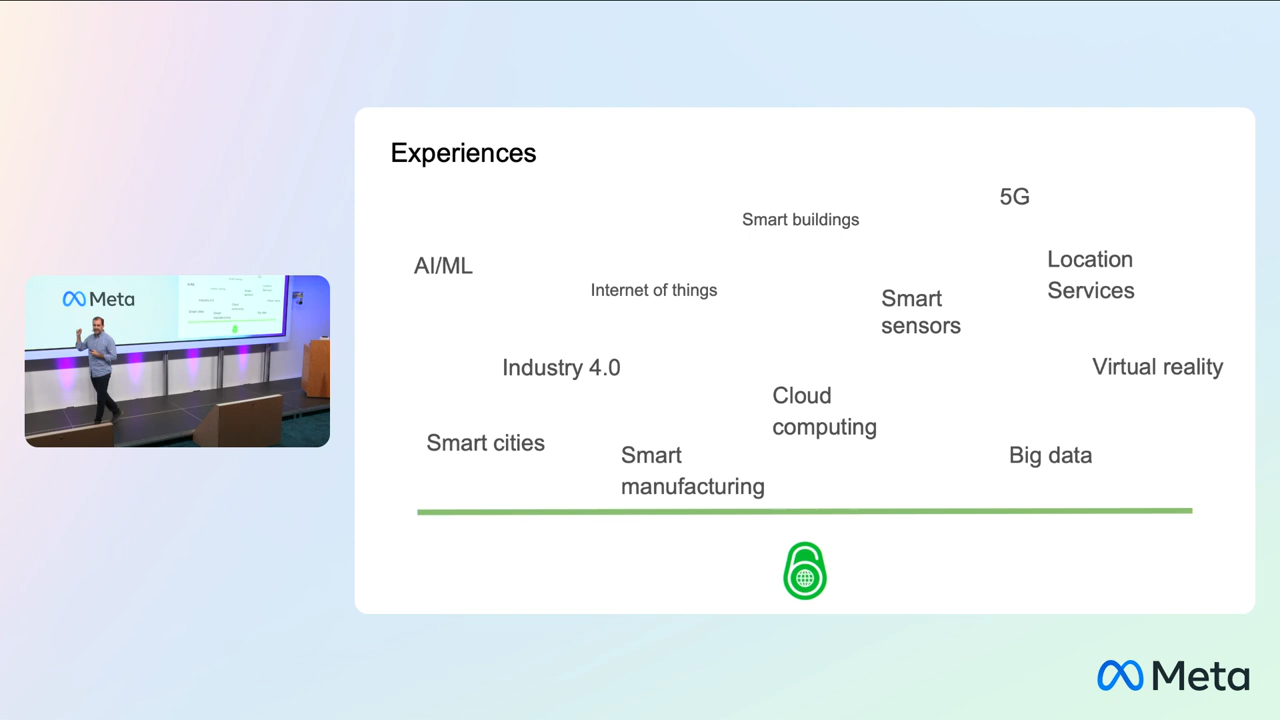 Experiences
5G
Smart buildings
AI/ML
Location
Services
Internet of things
Smart
sensors
Industry 4.0
Virtual reality
Cloud
computing
Smart cities
Smart
manufacturing
Big data
Meta
Meta